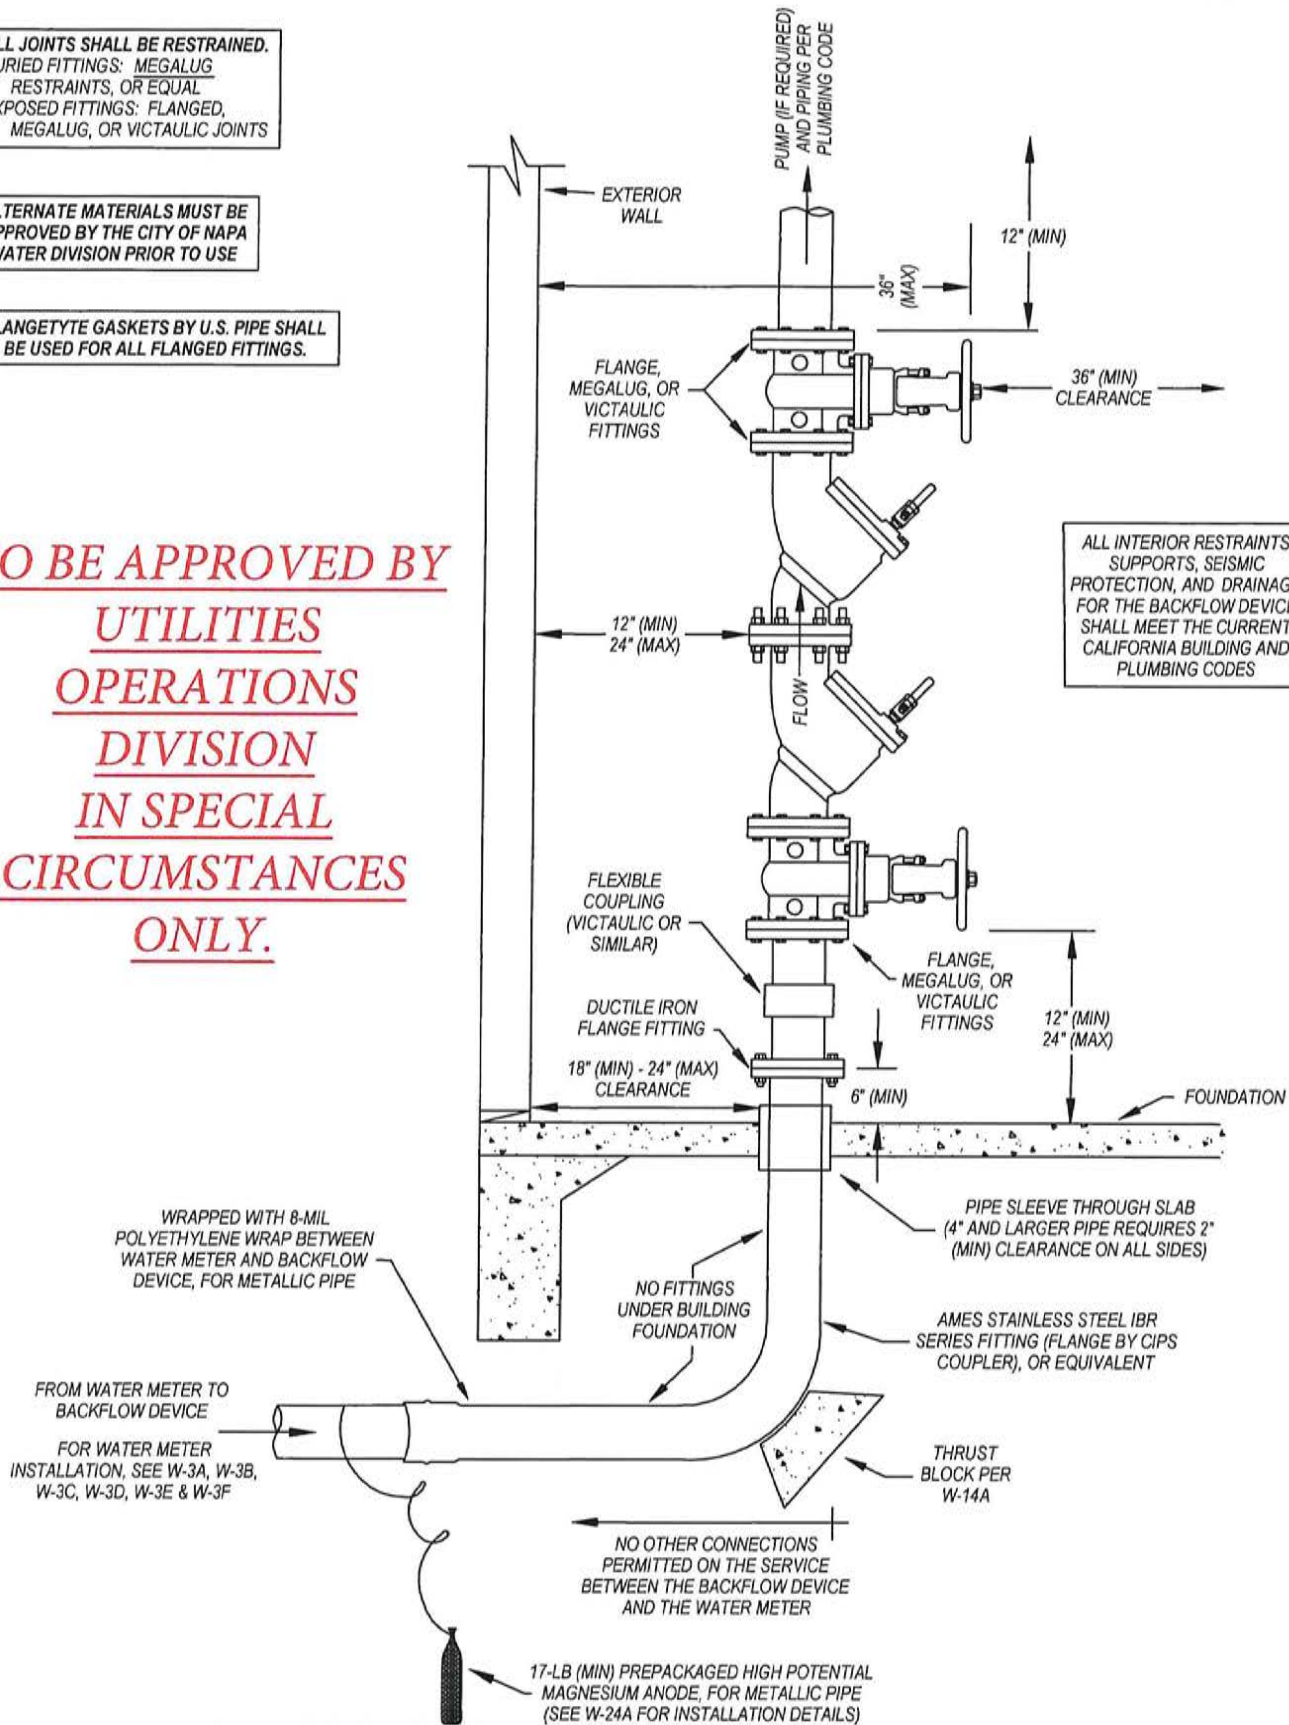 LL JOINTS SHALL BE RESTRAINED.
URIED FITTINGS: MEGALUG
RESTRAINTS, OR EQUAL
XPOSED FITTINGS: FLANGED,
MEGALUG, OR VICTAULIC JOINTS
LTERNATE MATERIALS MUST BE
PPROVED BY THE CITY OF NAPA
WATER DIVISION PRIOR TO USE
LANGETYTE GASKETS BY U.S. PIPE SHALL
BE USED FOR ALL FLANGED FITTINGS.
PUMP (IF REQUIRED)
AND PIPING PER
PLUMBING CODE
EXTERIOR
WALL
12" (MIN)
36"
(MAX)
FLANGE,
MEGALUG, OR
VICTAULIC
FITTINGS
36" (MIN)
CLEARANCE
O BE APPROVED BY
UTILITIES
OPERATIONS
DIVISION
IN SPECIAL
CIRCUMSTANCES
ONLY.
ALL INTERIOR RESTRAINTS
SUPPORTS, SEISMIC
PROTECTION, AND DRAINAG
FOR THE BACKFLOW DEVICE
SHALL MEET THE CURRENT
CALIFORNIA BUILDING AND
PLUMBING CODES
12" (MIN)
24" (MAX)
FLOW
FLEXIBLE
COUPLING
(VICTAULIC OR
SIMILAR)
FLANGE,
MEGALUG, OR
VICTAULIC
FITTINGS
DUCTILE IRON
FLANGE FITTING
12" (MIN)
24" (MAX)
18" (MIN) - 24" (MAX)
CLEARANCE
6" (MIN)
FOUNDATION
PIPE SLEEVE THROUGH SLAB
(4" AND LARGER PIPE REQUIRES 2"
(MIN) CLEARANCE ON ALL SIDES)
WRAPPED WITH 8-MIL
POLYETHYLENE WRAP BETWEEN
WATER METER AND BACKFLOW
DEVICE, FOR METALLIC PIPE
NO FITTINGS
UNDER BUILDING
FOUNDATION
AMES STAINLESS STEEL IBR
SERIES FITTING (FLANGE BY CIPS
COUPLER), OR EQUIVALENT
FROM WATER METER TO
BACKFLOW DEVICE
FOR WATER METER
INSTALLATION, SEE W-3A, W-3B,
W-3C, W-3D, W-3E & W-3F
THRUST
BLOCK PER
W-14A
NO OTHER CONNECTIONS
PERMITTED ON THE SERVICE
BETWEEN THE BACKFLOW DEVICE
AND THE WATER METER
17-LB (MIN) PREPACKAGED HIGH POTENTIAL
MAGNESIUM ANODE, FOR METALLIC PIPE
(SEE W-24A FOR INSTALLATION DETAILS)